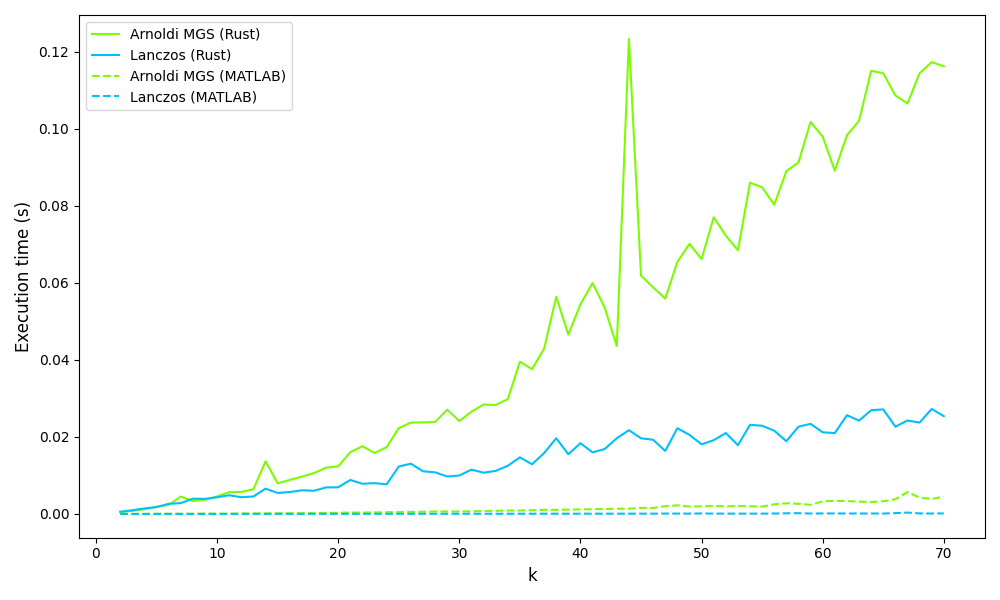 Arnoldi MGS (Rust)
Lanczos (Rust)
Arnoldi MGS (MATLAB)
Lanczos (MATLAB)
Execution time (s)
0.12
0.10
0.08
0.06
0.04
0.02
0.00
0 10 20 30 40 50 60 70
k